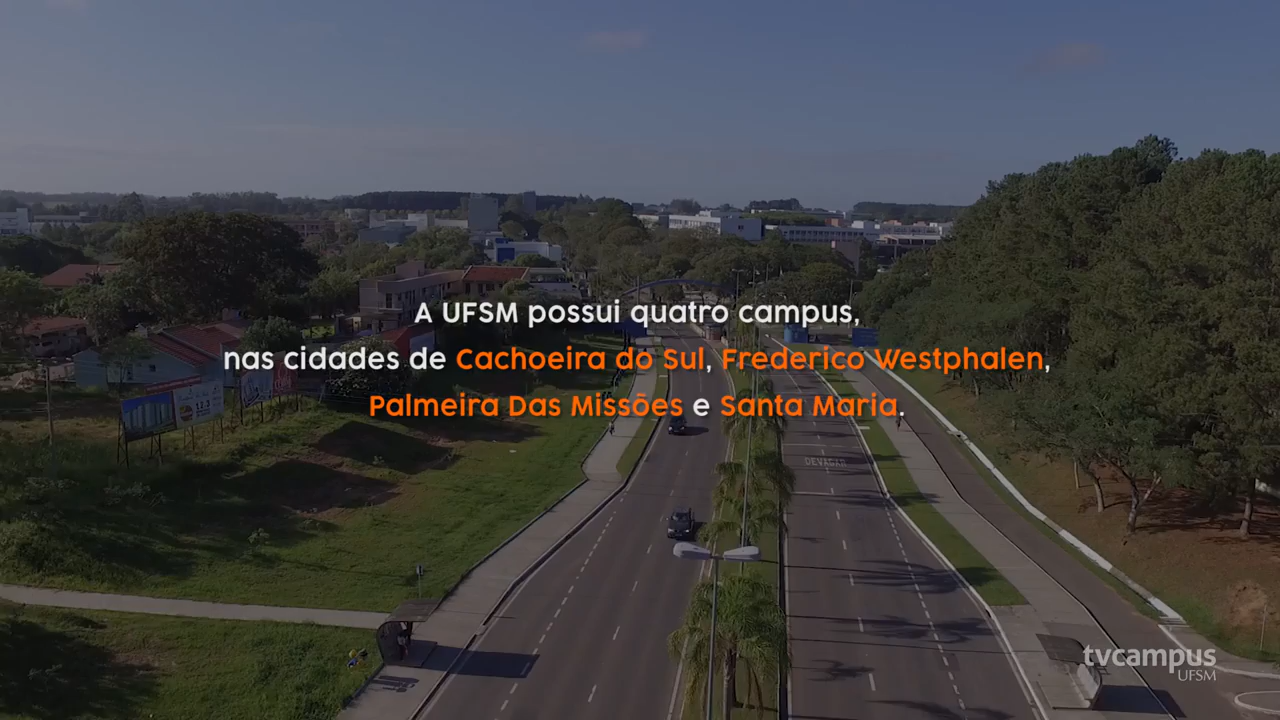 A UFSM possui quatro campus,
nas cidades de Cachoeira do Sul, Frederico Westphalen,
Palmeira Das Missões e Santa Maria.
DEVAGAR
tvcampus
UFSM